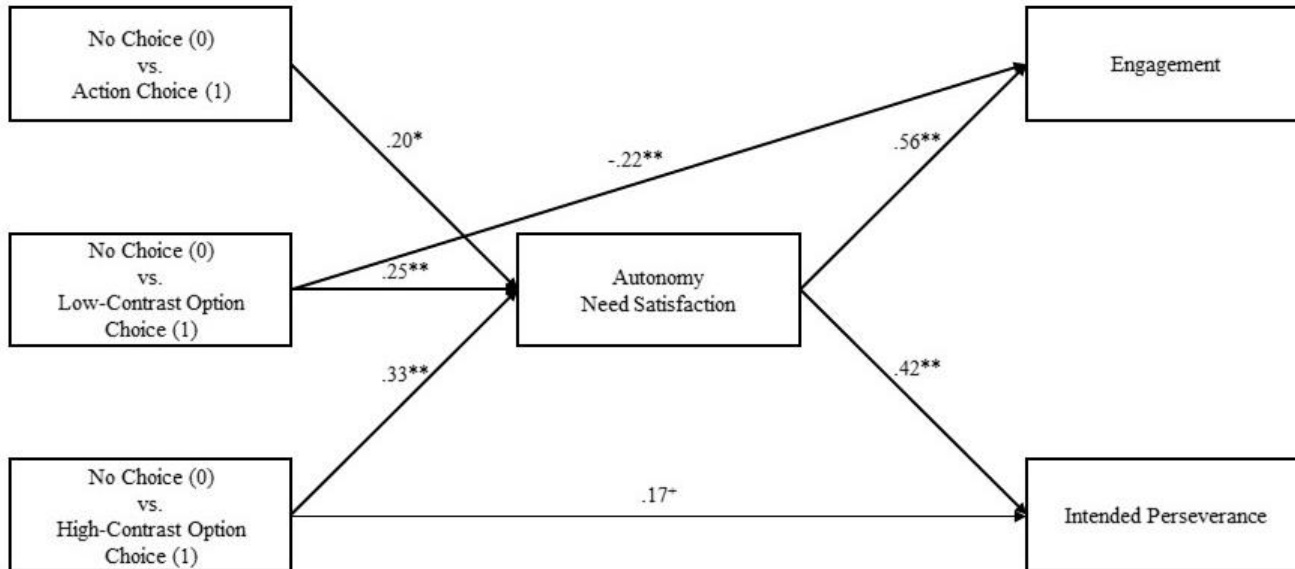 No Choice (0)
vs.
Action Choice (1)
Engagement
.20*
-.22**
.56**
No Choice (0)
vs.
Low-Contrast Option
Choice (1)
.25**
Autonomy
Need Satisfaction
.33**
.42**
No Choice (0)
vs.
High-Contrast Option
Choice (1)
.17⁺
Intended Perseverance